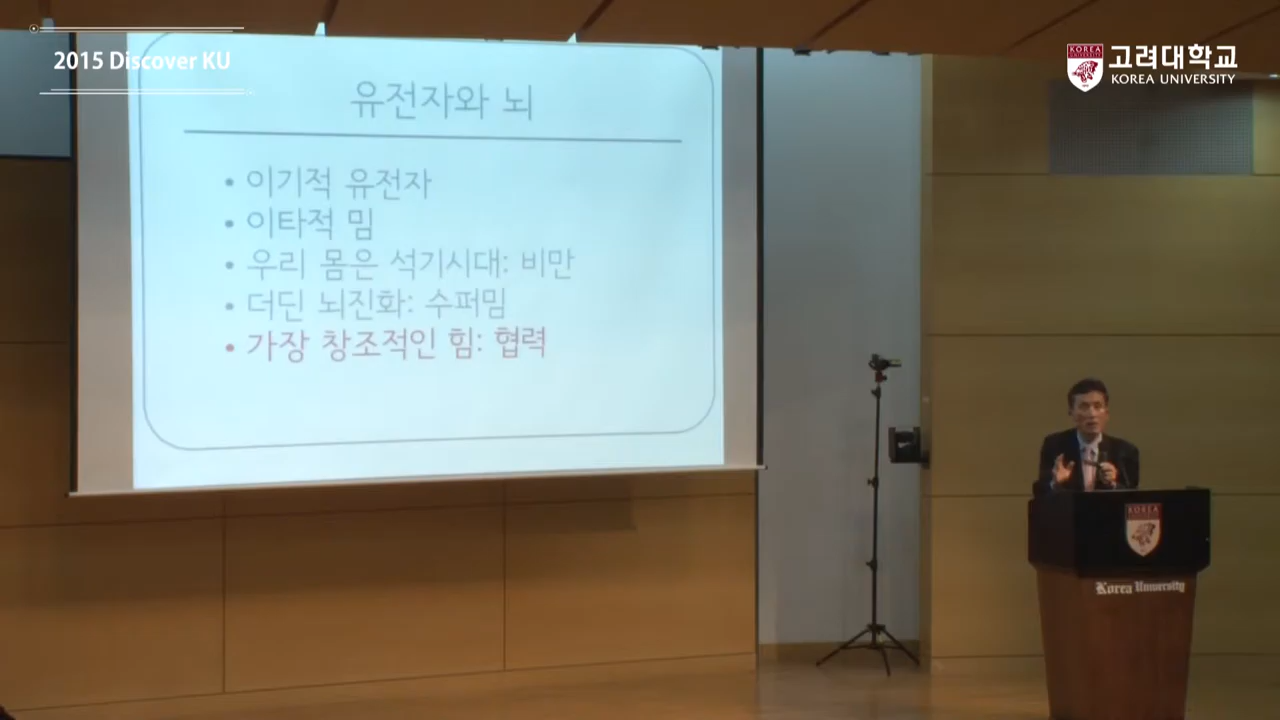 2015 Discover KU
KOREA
고려대학교
KOREA UNIVERSITY
유전자와 뇌
• 이기적 유전자
• 이타적 밈
• 우리 몸은 석기시대: 비만
• 더딘 뇌진화: 수퍼밈
• 가장 창조적인 힘: 협력
KOREA
Korea University